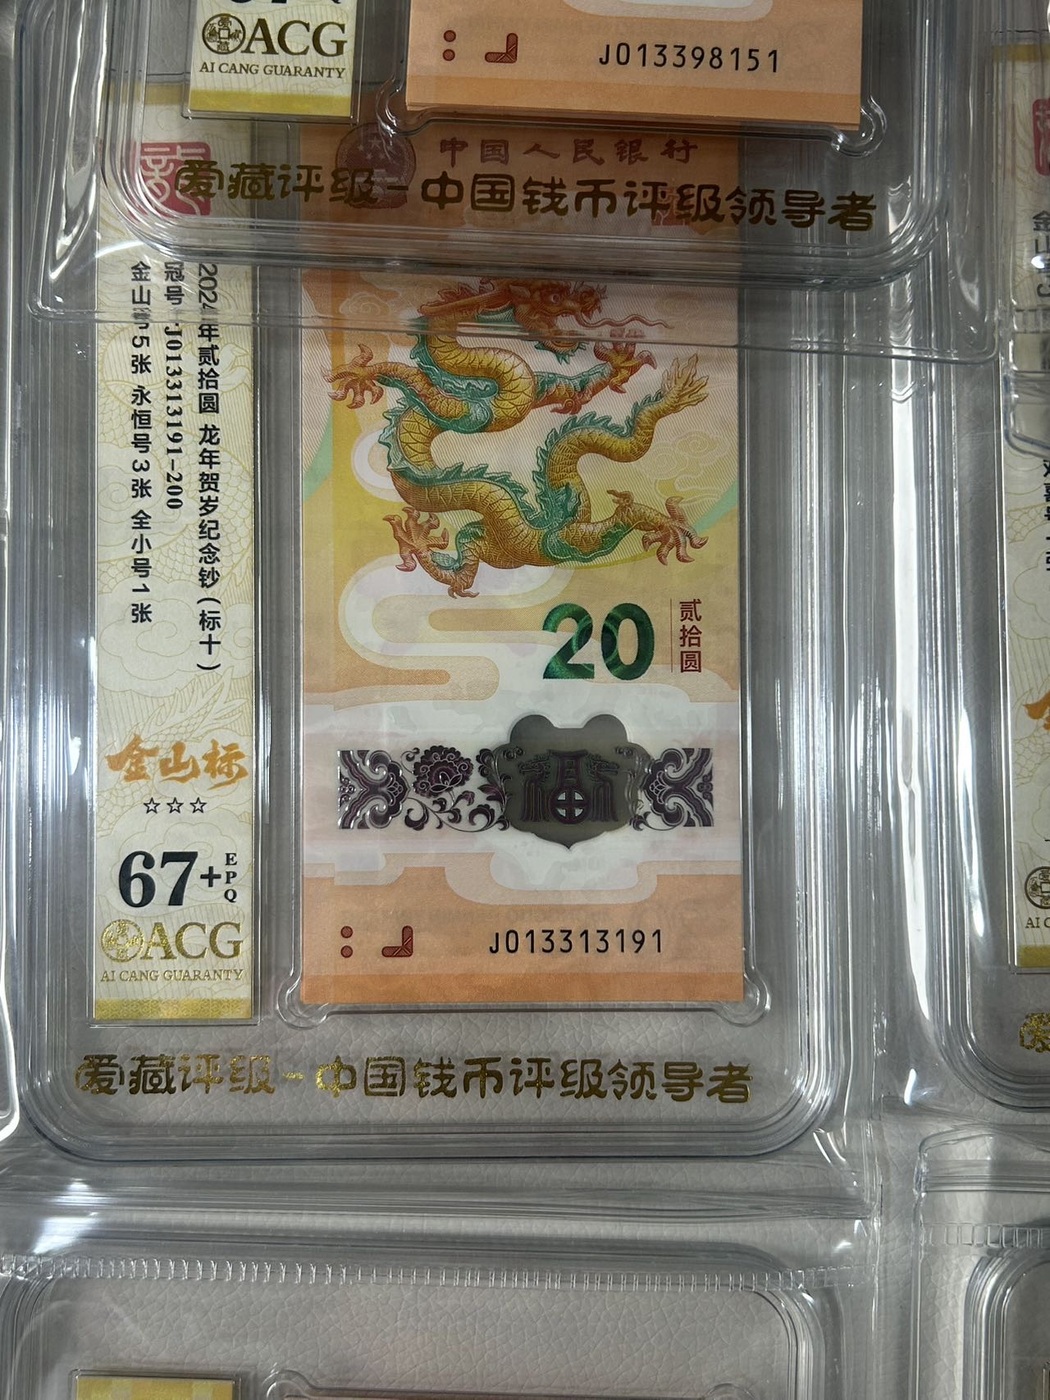 ACG
AI CANG GUARANTY
J013398151
中国人民银行
爱藏评级-中国钱币评级领导者
2024年贰拾圆 龙年贺岁纪念钞(标十)
冠号:J013313191-200
5张 永恒号3张 全小号1张
金山标
☆☆☆
67+
EPQ
ACG
AI CANG GUARANTY
20
贰拾圆
福
J013313191
爱藏评级-中国钱币评级领导者